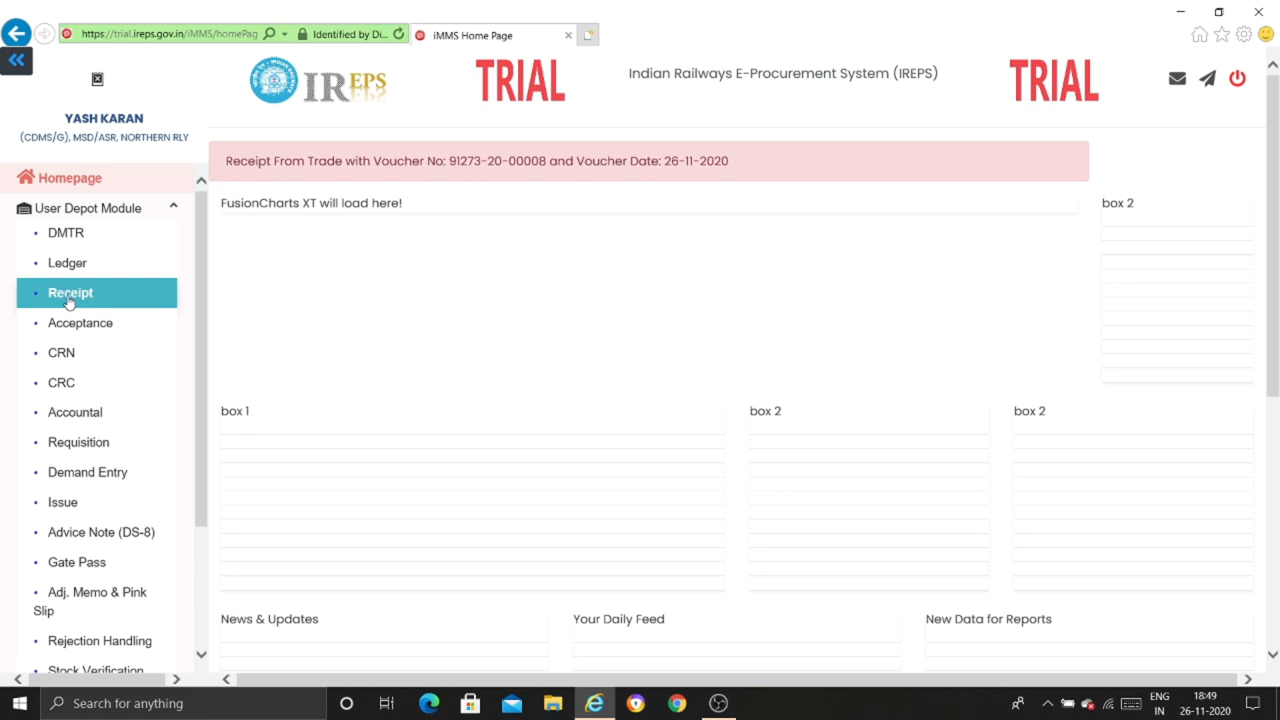 https://trial.ireps.gov.in/iMMS/homePag
Identified by Di...
iMMS Home Page
IREPS
TRIAL
Indian Railways E-Procurement System (IREPS)
TRIAL
YASH KARAN
(CDMS/G), MSD/ASR, NORTHERN RLY
Receipt From Trade with Voucher No: 91273-20-00008 and Voucher Date: 26-11-2020
Homepage
User Depot Module
DMTR
Ledger
Receipt
Acceptance
CRN
CRC
Accountal
Requisition
Demand Entry
Issue
Advice Note (DS-8)
Gate Pass
Adj. Memo & Pink
Slip
Rejection Handling
Stock Verification
FusionCharts XT will load here!
box 2
box 1
box 2
box 2
News & Updates
Your Daily Feed
New Data for Reports
Search for anything
ENG
IN
18:49
26-11-2020